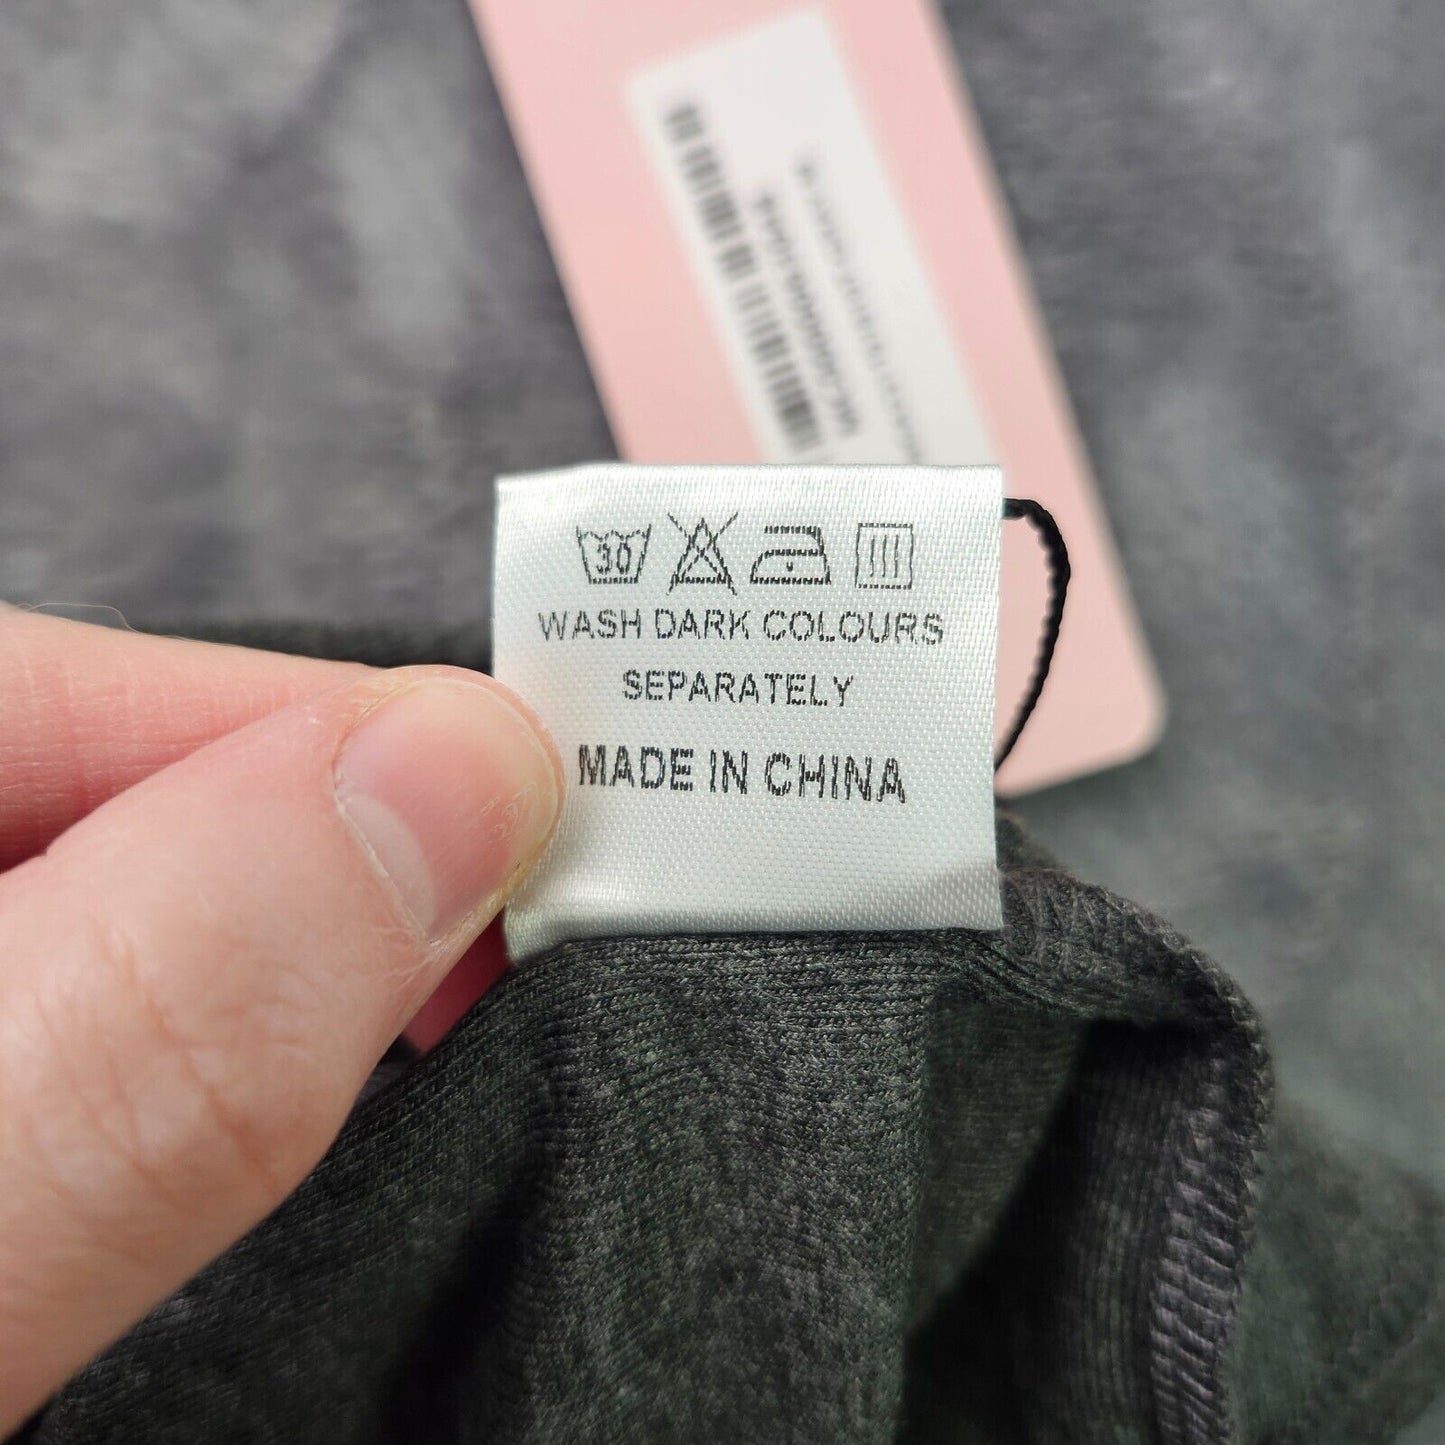 30
WASH DARK COLOURS
SEPARATELY
MADE IN CHINA